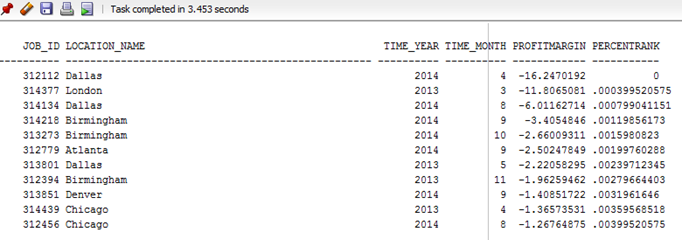 Task completed in 3.453 seconds
JOB_ID LOCATION_NAME TIME_YEAR TIME_MONTH PROFITMARGIN PERCENTRANK
---------- -------------------------------------------------- ---------- ---------- ------------ -----------
312112 Dallas 2014 4 -16.2470192 0
314377 London 2013 3 -11.8065081 .000399520575
314134 Dallas 2014 8 -6.01162714 .000799041151
314218 Birmingham 2014 9 -3.4054846 .00119856173
313273 Birmingham 2014 10 -2.66009311 .0015980823
312779 Atlanta 2014 9 -2.50247849 .00199760288
313801 Dallas 2013 5 -2.22058295 .00239712345
312394 Birmingham 2013 11 -1.96259462 .00279664403
313851 Denver 2014 9 -1.40851722 .0031961646
314439 Chicago 2013 4 -1.36573531 .00359568518
312456 Chicago 2014 8 -1.26764875 .00399520575